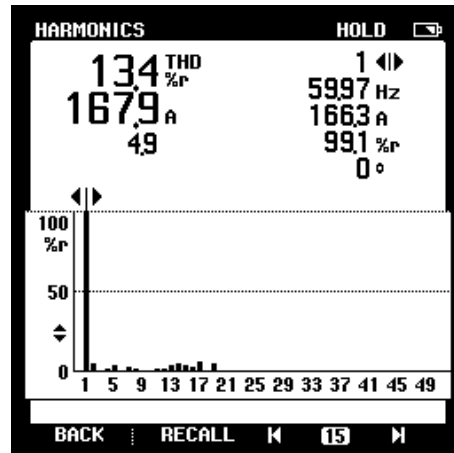 HARMONICS HOLD
13.4 THD %r 1
167.9 A 59.97 Hz
4.9 166.3 A
99.1 %r
0 °
100
%r
50
0
1 5 9 13 17 21 25 29 33 37 41 45 49
BACK RECALL 15